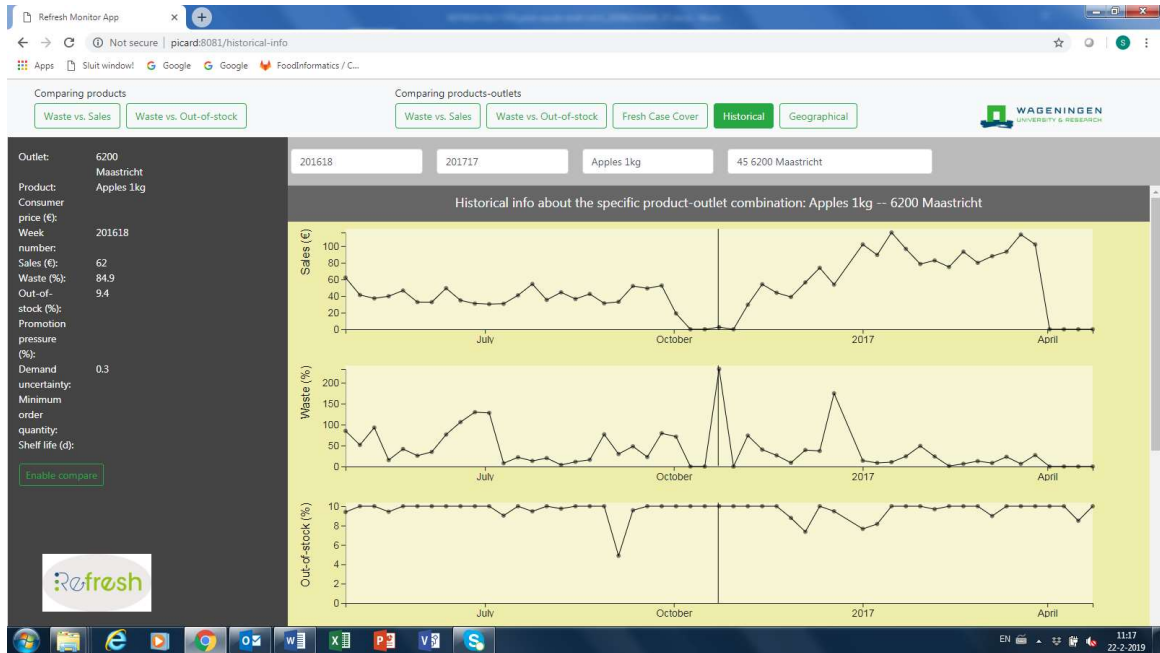 Refresh Monitor App
Not secure | picard:8081/historical-info
S
Apps Sluit window! G Google G Google FoodInformatics / C...
Comparing products
Waste vs. Sales Waste vs. Out-of-stock
Comparing products-outlets
Waste vs. Sales Waste vs. Out-of-stock Fresh Case Cover Historical Geographical
WAGENINGEN
UNIVERSITY & RESEARCH
Outlet: 6200
Maastricht
Product: Apples 1kg
Consumer
price (€):
Week 201618
number:
Sales (€): 62
Waste (%): 84.9
Out-of- 9.4
stock (%):
Promotion
pressure
(%):
Demand 0.3
uncertainty:
Minimum
order
quantity:
Shelf life (d):
Enable compare
Refresh
201618 201717 Apples 1kg 45 6200 Maastricht
Historical info about the specific product-outlet combination: Apples 1kg -- 6200 Maastricht
Sales (€)
100
80
60
40
20
0
July October 2017 April
Waste (%)
200
150
100
50
0
July October 2017 April
Out-of-stock (%)
10
8
6
4
2
0
July October 2017 April
EN 11:17
22-2-2019